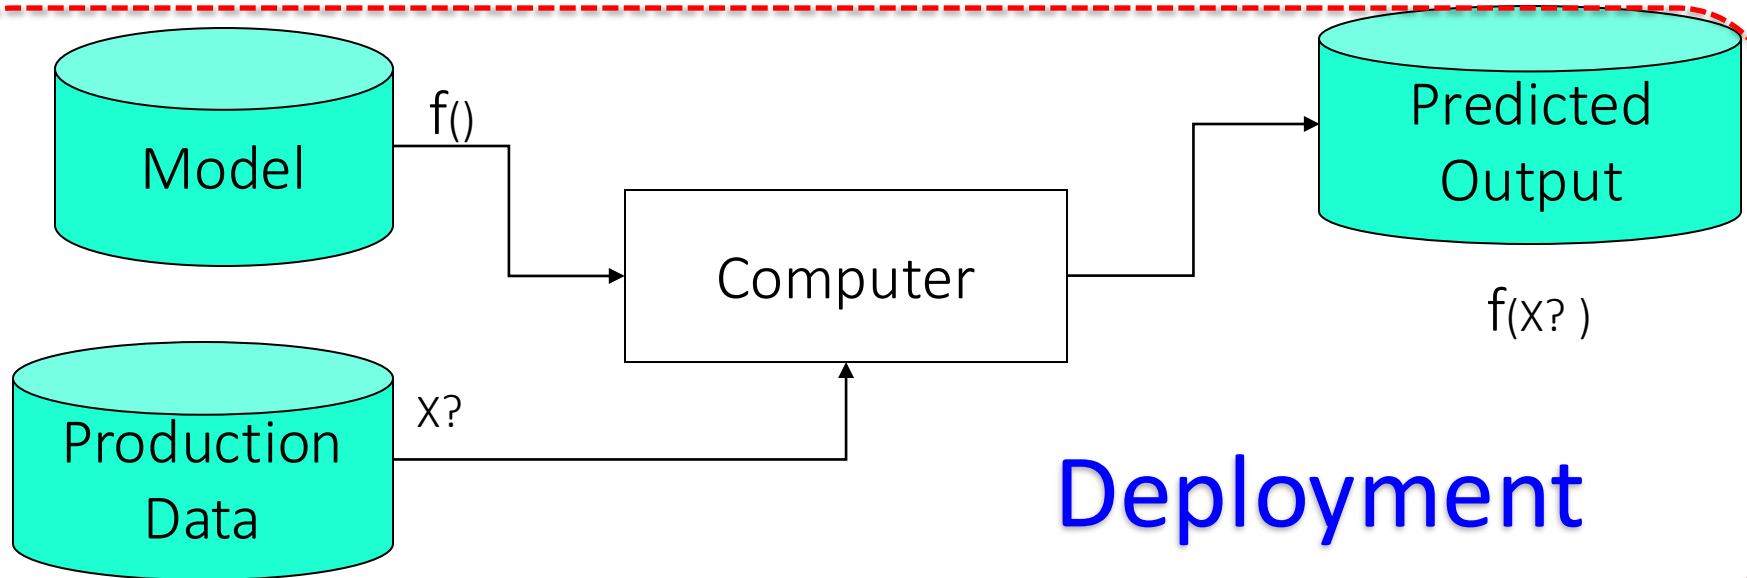 Model
f()
Computer
Predicted
Output
f(X? )
Production
Data
X?
Deployment